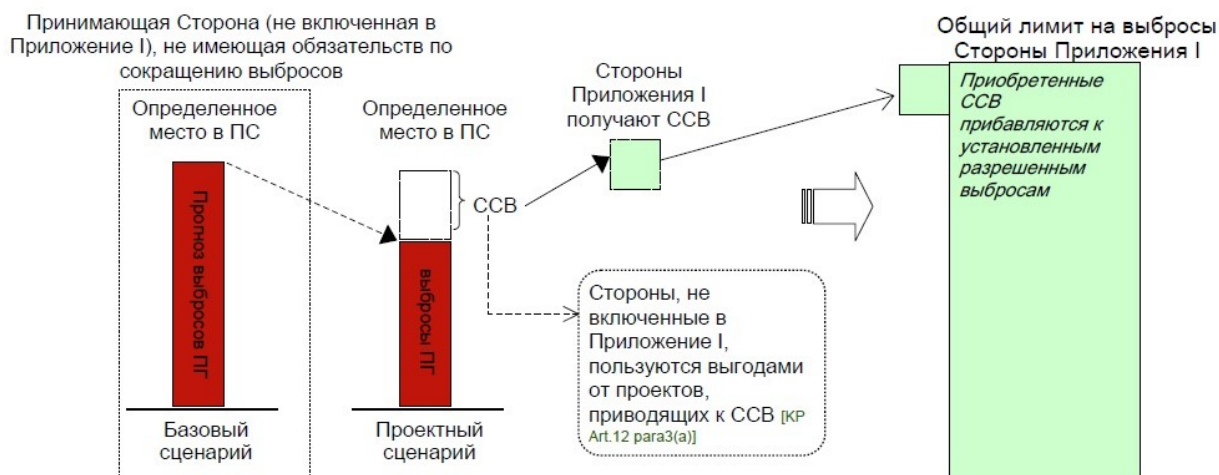 Принимающая Сторона (не включенная в
Приложение I), не имеющая обязательств по
сокращению выбросов
Определенное
место в ПС
Прогноз выбросов ПГ
Базовый
сценарий
Определенное
место в ПС
ССВ
выбросы ПГ
Проектный
сценарий
Стороны
Приложения I
получают ССВ
Стороны, не
включенные в
Приложение I,
пользуются выгодами
от проектов,
приводящих к ССВ [KP
Art.12 para3(a)]
Общий лимит на выбросы
Стороны Приложения I
Приобретенные
ССВ
прибавляются к
установленным
разрешенным
выбросам